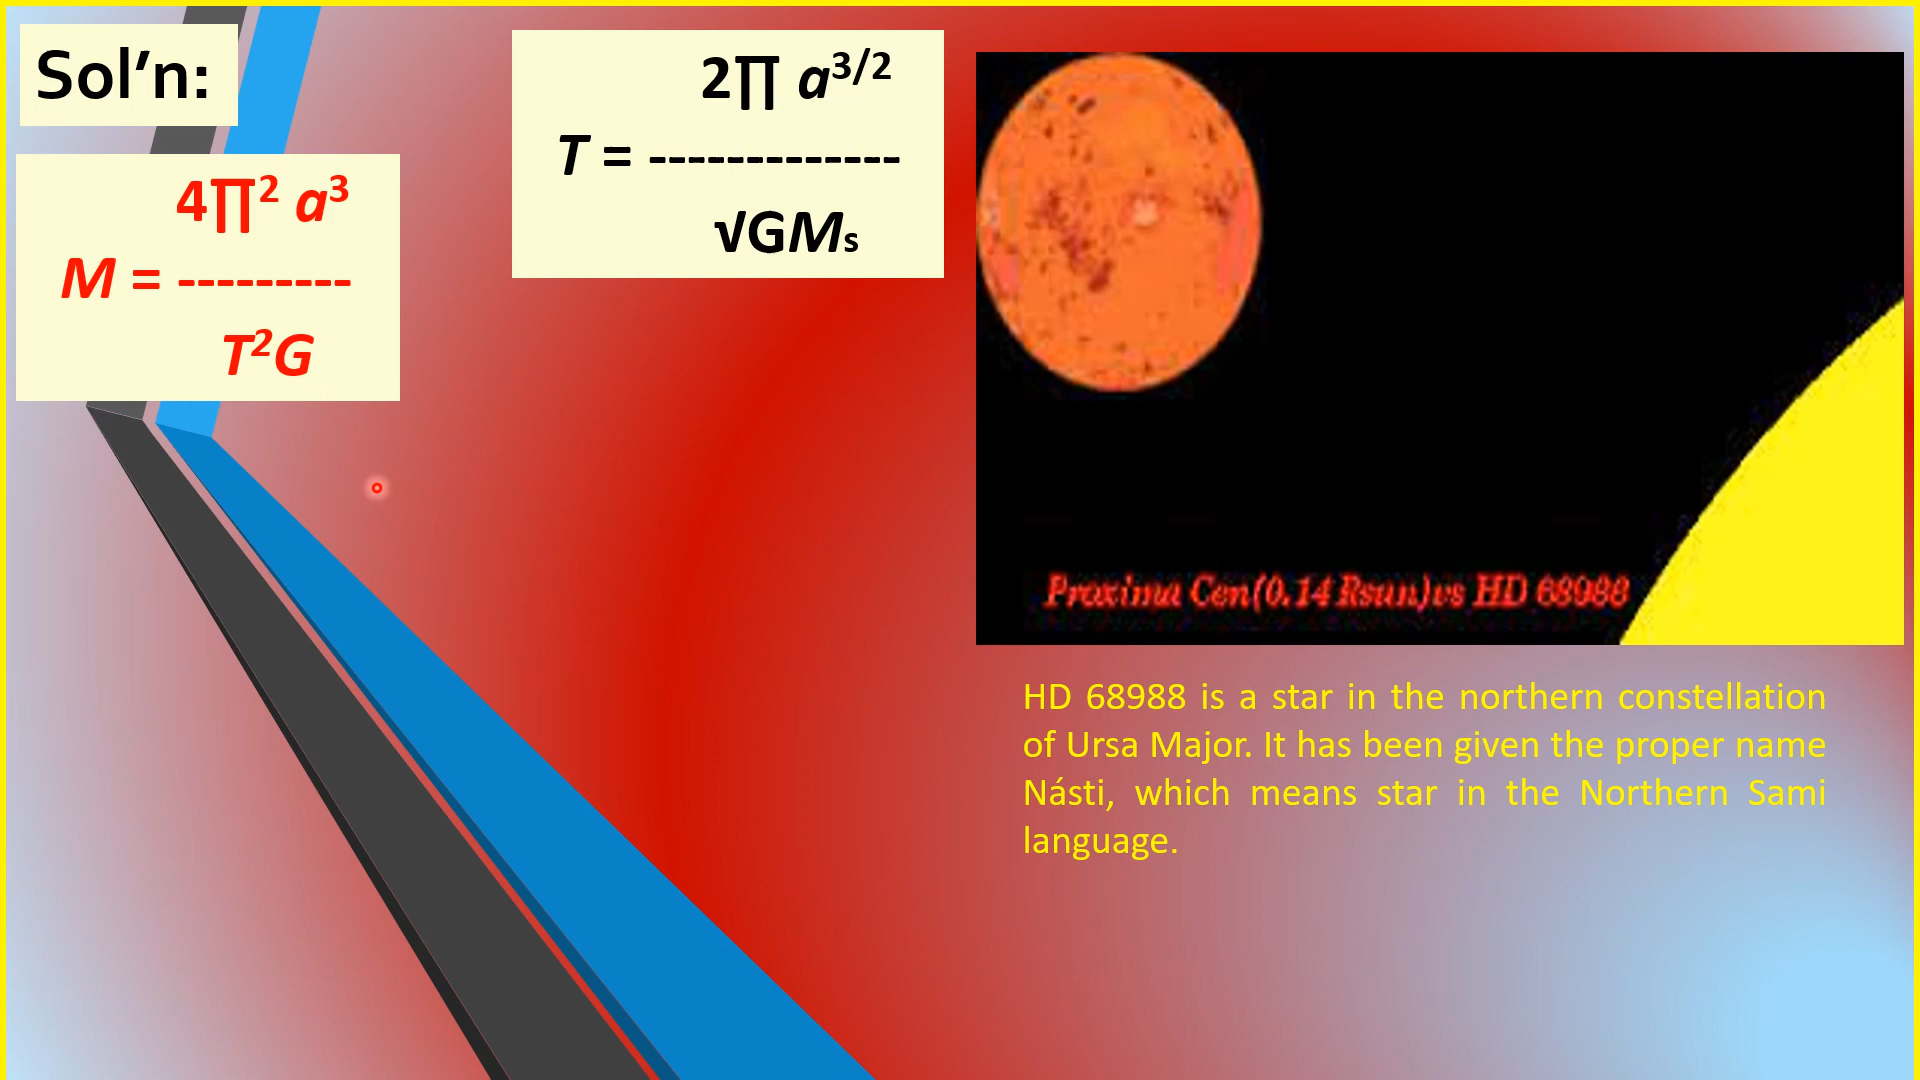 Sol’n:
2∏ a3/2
T = -------------
√GMs
4∏2 a3
M = ---------
T2G
Proxima Cen(0.14 Rsun)vs HD 68988
HD 68988 is a star in the northern constellation
of Ursa Major. It has been given the proper name
Násti, which means star in the Northern Sami
language.